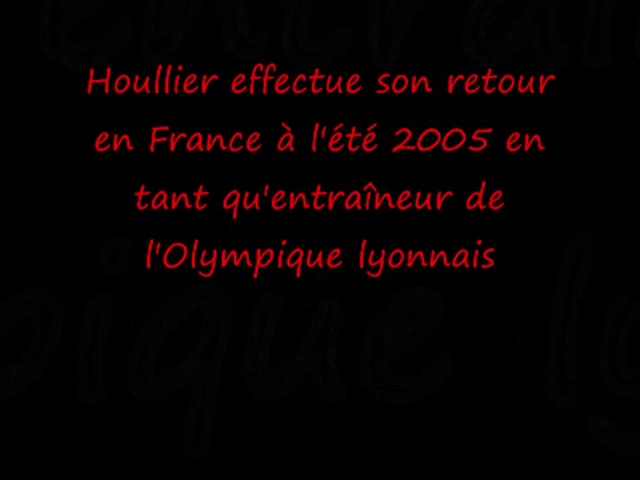 Houllier effectue son retour
en France à l'été 2005 en
tant qu'entraîneur de
l'Olympique lyonnais